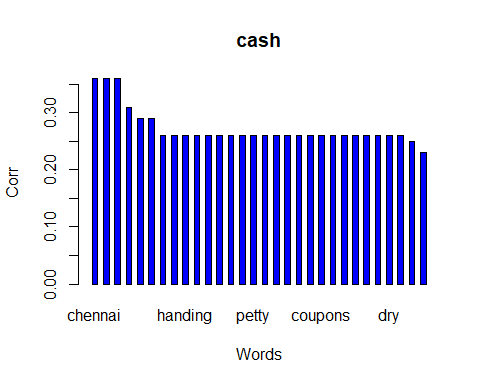 cash
0.30
0.20
0.10
0.00
Corr
chennai handing petty coupons dry
Words